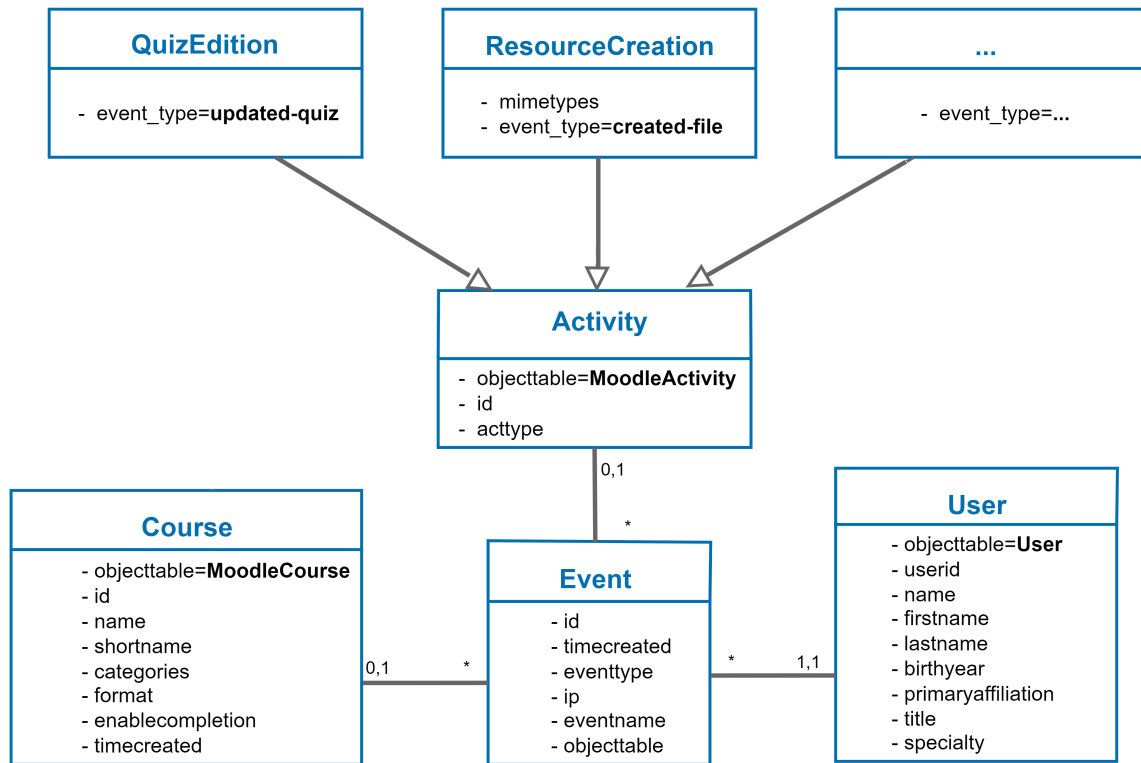 QuizEdition
- event_type=updated-quiz
ResourceCreation
- mimetypes
- event_type=created-file
...
- event_type=...
Activity
- objecttable=MoodleActivity
- id
- acttype
0,1
*
Course
- objecttable=MoodleCourse
- id
- name
- shortname
- categories
- format
- enablecompletion
- timecreated
0,1
*
Event
- id
- timecreated
- eventtype
- ip
- eventname
- objecttable
*
1,1
User
- objecttable=User
- userid
- name
- firstname
- lastname
- birthyear
- primaryaffiliation
- title
- specialty